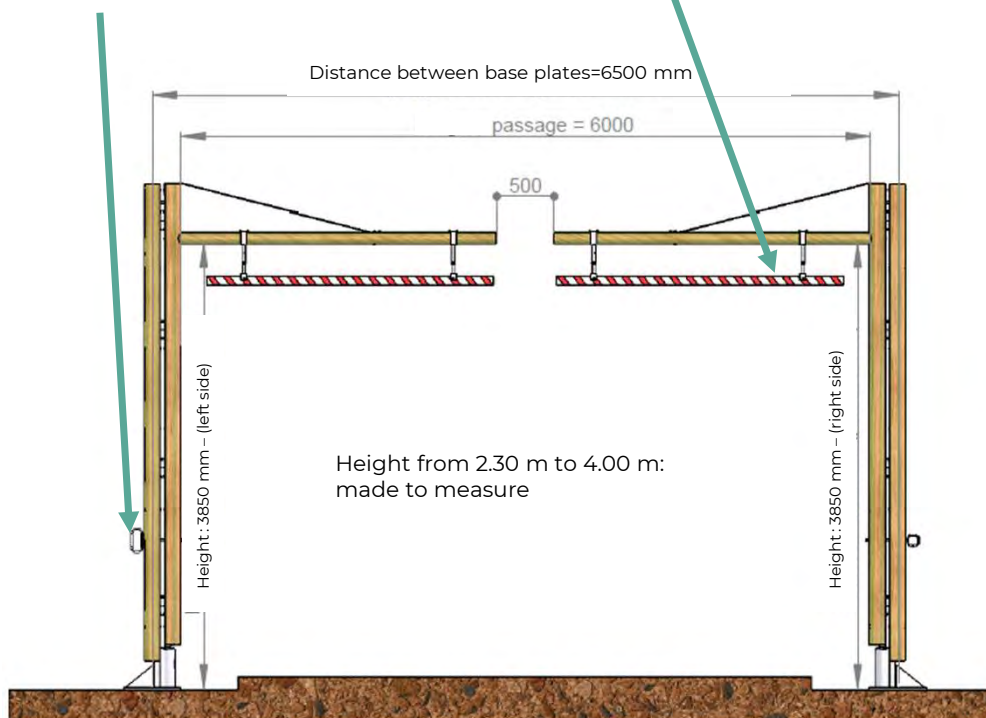 Distance between base plates=6500 mm
passage = 6000
500
Height : 3850 mm – (left side)
Height : 3850 mm – (right side)
Height from 2.30 m to 4.00 m:
made to measure